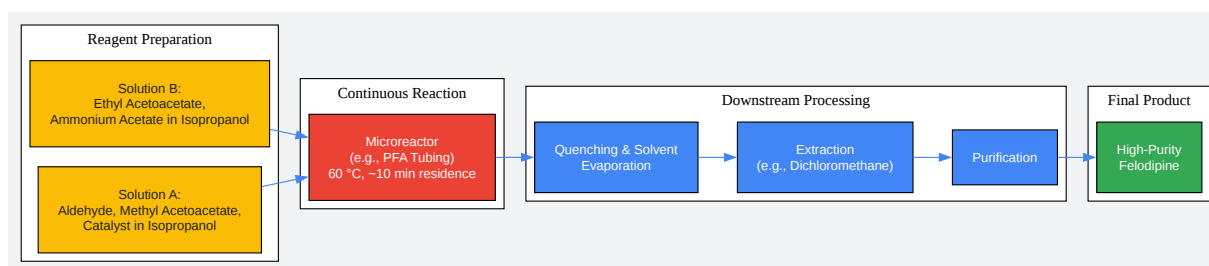 Reagent Preparation
Solution B:
Ethyl Acetoacetate,
Ammonium Acetate in Isopropanol
Solution A:
Aldehyde, Methyl Acetoacetate,
Catalyst in Isopropanol
Continuous Reaction
Microreactor
(e.g., PFA Tubing)
60 °C, ~10 min residence
Downstream Processing
Quenching & Solvent
Evaporation
Extraction
(e.g., Dichloromethane)
Purification
Final Product
High-Purity
Felodipine